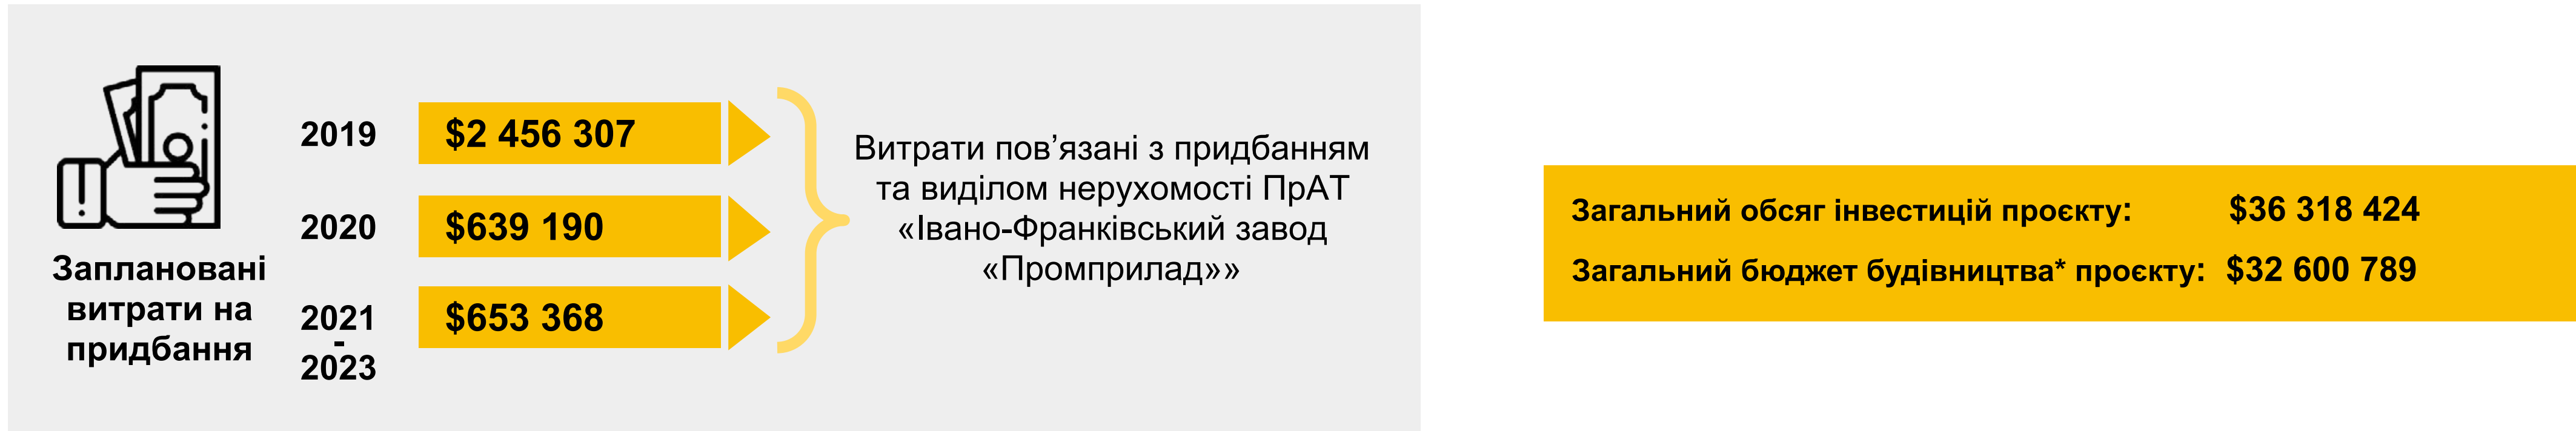 Заплановані
витрати на
придбання
2019
$2 456 307
2020
$639 190
2021
-
2023
$653 368
Витрати пов’язані з придбанням
та виділом нерухомості ПрАТ
«Івано-Франківський завод
«Промприлад»»
Загальний обсяг інвестицій проєкту: $36 318 424
Загальний бюджет будівництва* проєкту: $32 600 789